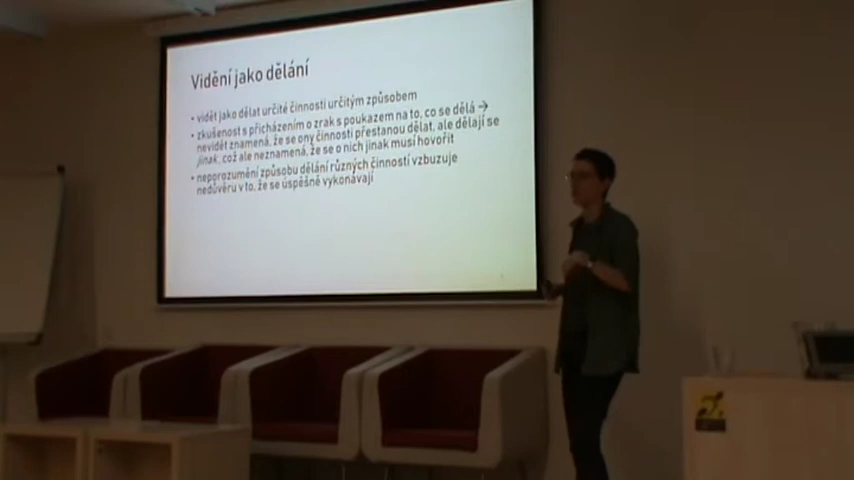 Vidění jako dělání
• vidět jako dělat určité činnosti určitým způsobem
• zkušenost s přicházením o zrak s poukazem na to, co se dělá →
nevidět znamená, že se ony činnosti přestanou dělat, ale dělají se
jinak; což ale neznamená, že se o nich jinak musí hovořit
• neporozumění způsobu dělání různých činností vzbuzuje
nedůvěru v to, že se úspěšně vykonávají